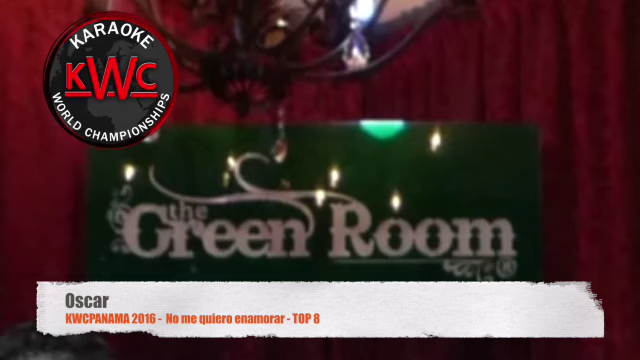 KARAOKE
KWC
WORLD CHAMPIONSHIPS
the
Green Room
®
Oscar
KWCPANAMA 2016 - No me quiero enamorar - TOP 8